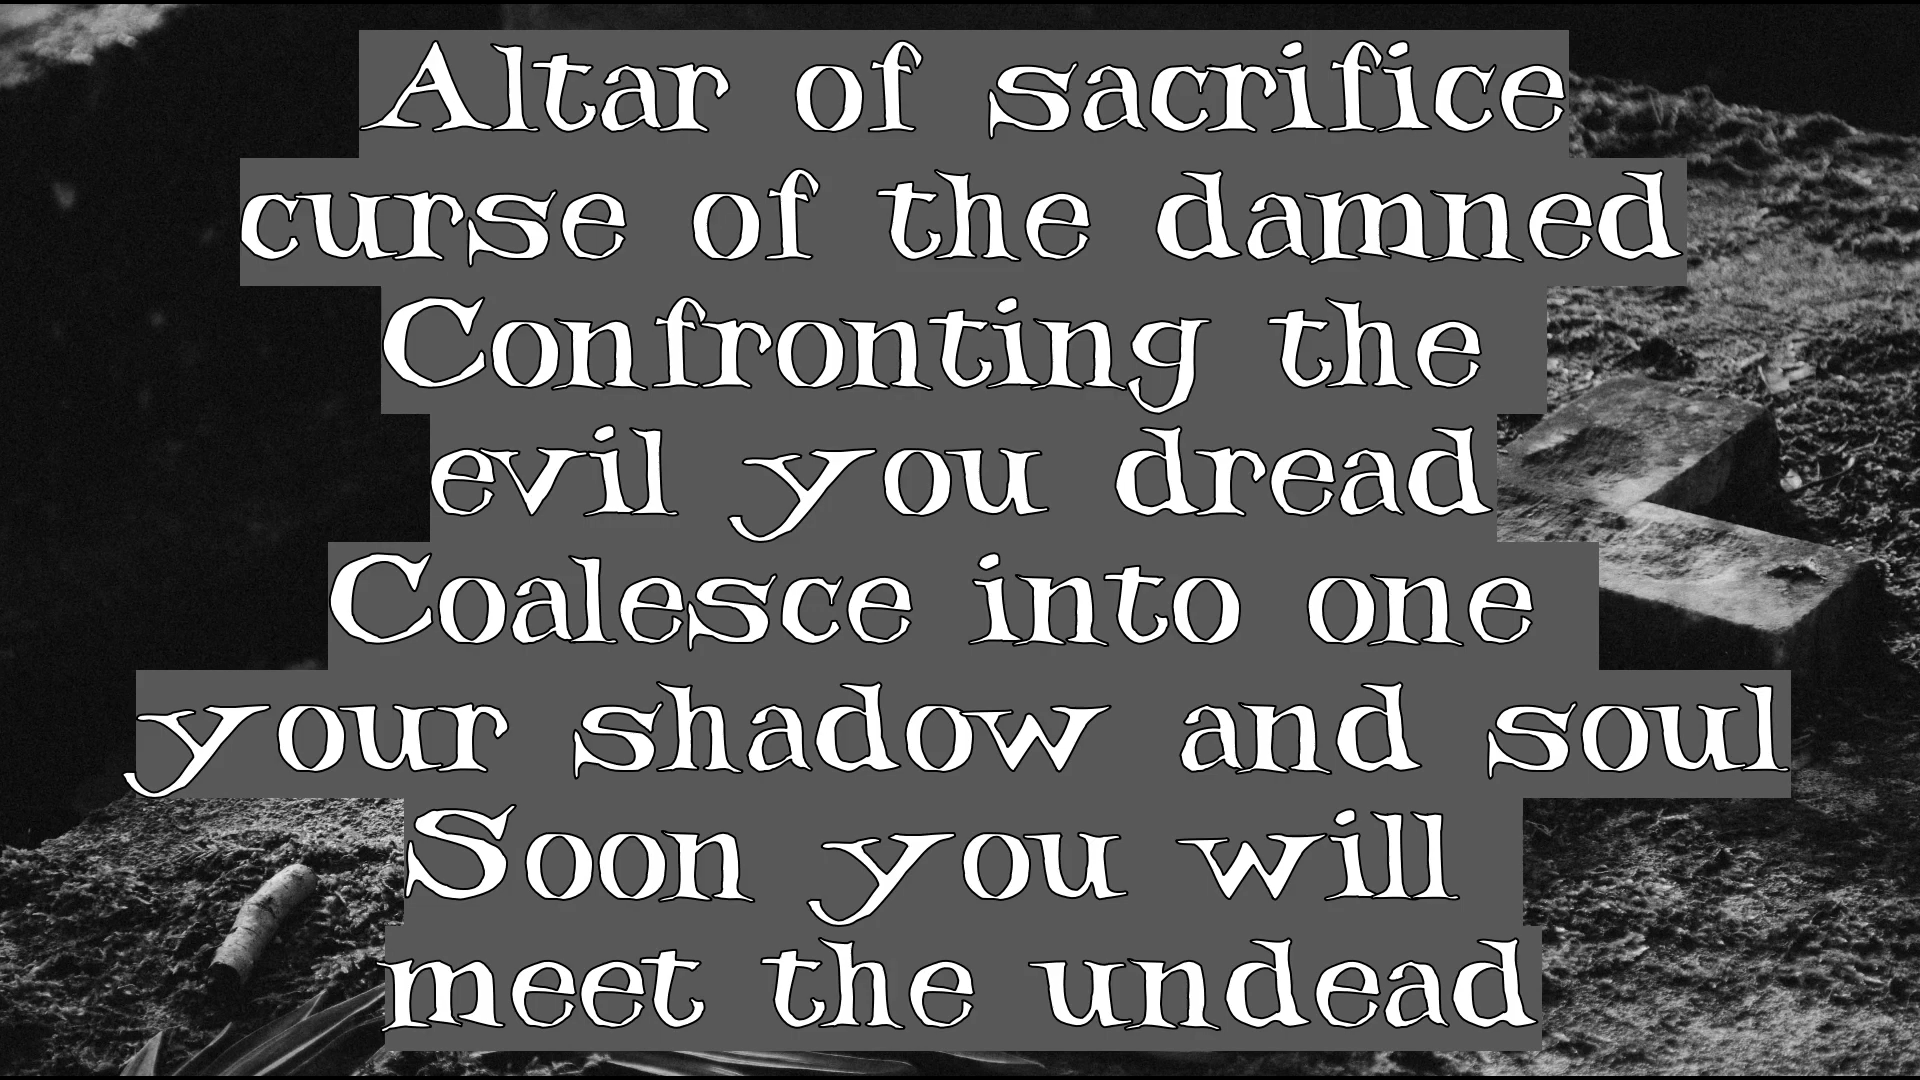 Altar of sacrifice
curse of the damned
Confronting the
evil you dread
Coalesce into one
your shadow and soul
Soon you will
meet the undead